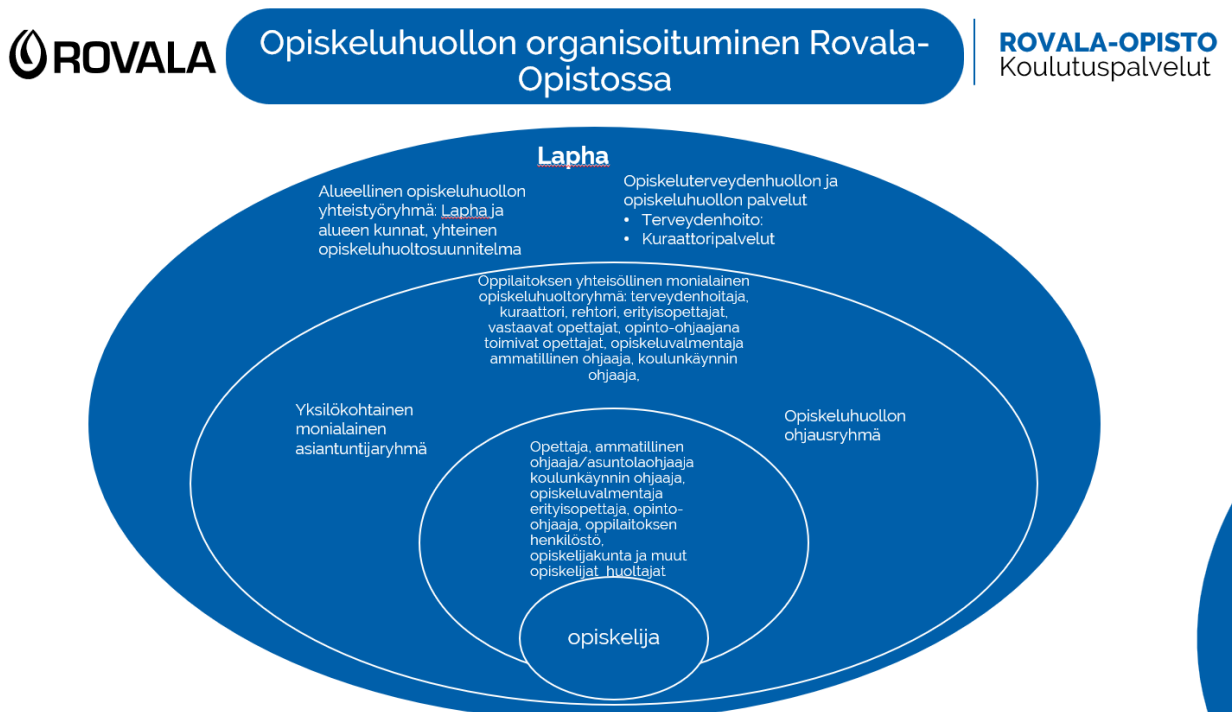 ROVALA
Opiskeluhuollon organisoituminen Rovala-
Opistossa
ROVALA-OPISTO
Koulutuspalvelut
Lapha
Alueellinen opiskeluhuollon
yhteistyöryhmä: Lapha ja
alueen kunnat, yhteinen
opiskeluhuoltosuunnitelma
Opiskeluterveydenhuollon ja
opiskeluhuollon palvelut
• Terveydenhoito:
• Kuraattoripalvelut
Oppilaitoksen yhteisöllinen monialainen
opiskeluhuoltoryhmä: terveydenhoitaja,
kuraattori, rehtori, erityisopettajat,
vastaavat opettajat, opinto-ohjaajana
toimivat opettajat, opiskeluvalmentaja
ammatillinen ohjaaja, koulunkäynnin
ohjaaja,
Yksilökohtainen
monialainen
asiantuntijaryhmä
Opiskeluhuollon
ohjausryhmä
Opettaja, ammatillinen
ohjaaja/asuntolaohjaaja
koulunkäynnin ohjaaja,
opiskeluvalmentaja
erityisopettaja, opinto-
ohjaaja, oppilaitoksen
henkilöstö,
opiskelijakunta ja muut
opiskelijat huoltajat
opiskelija